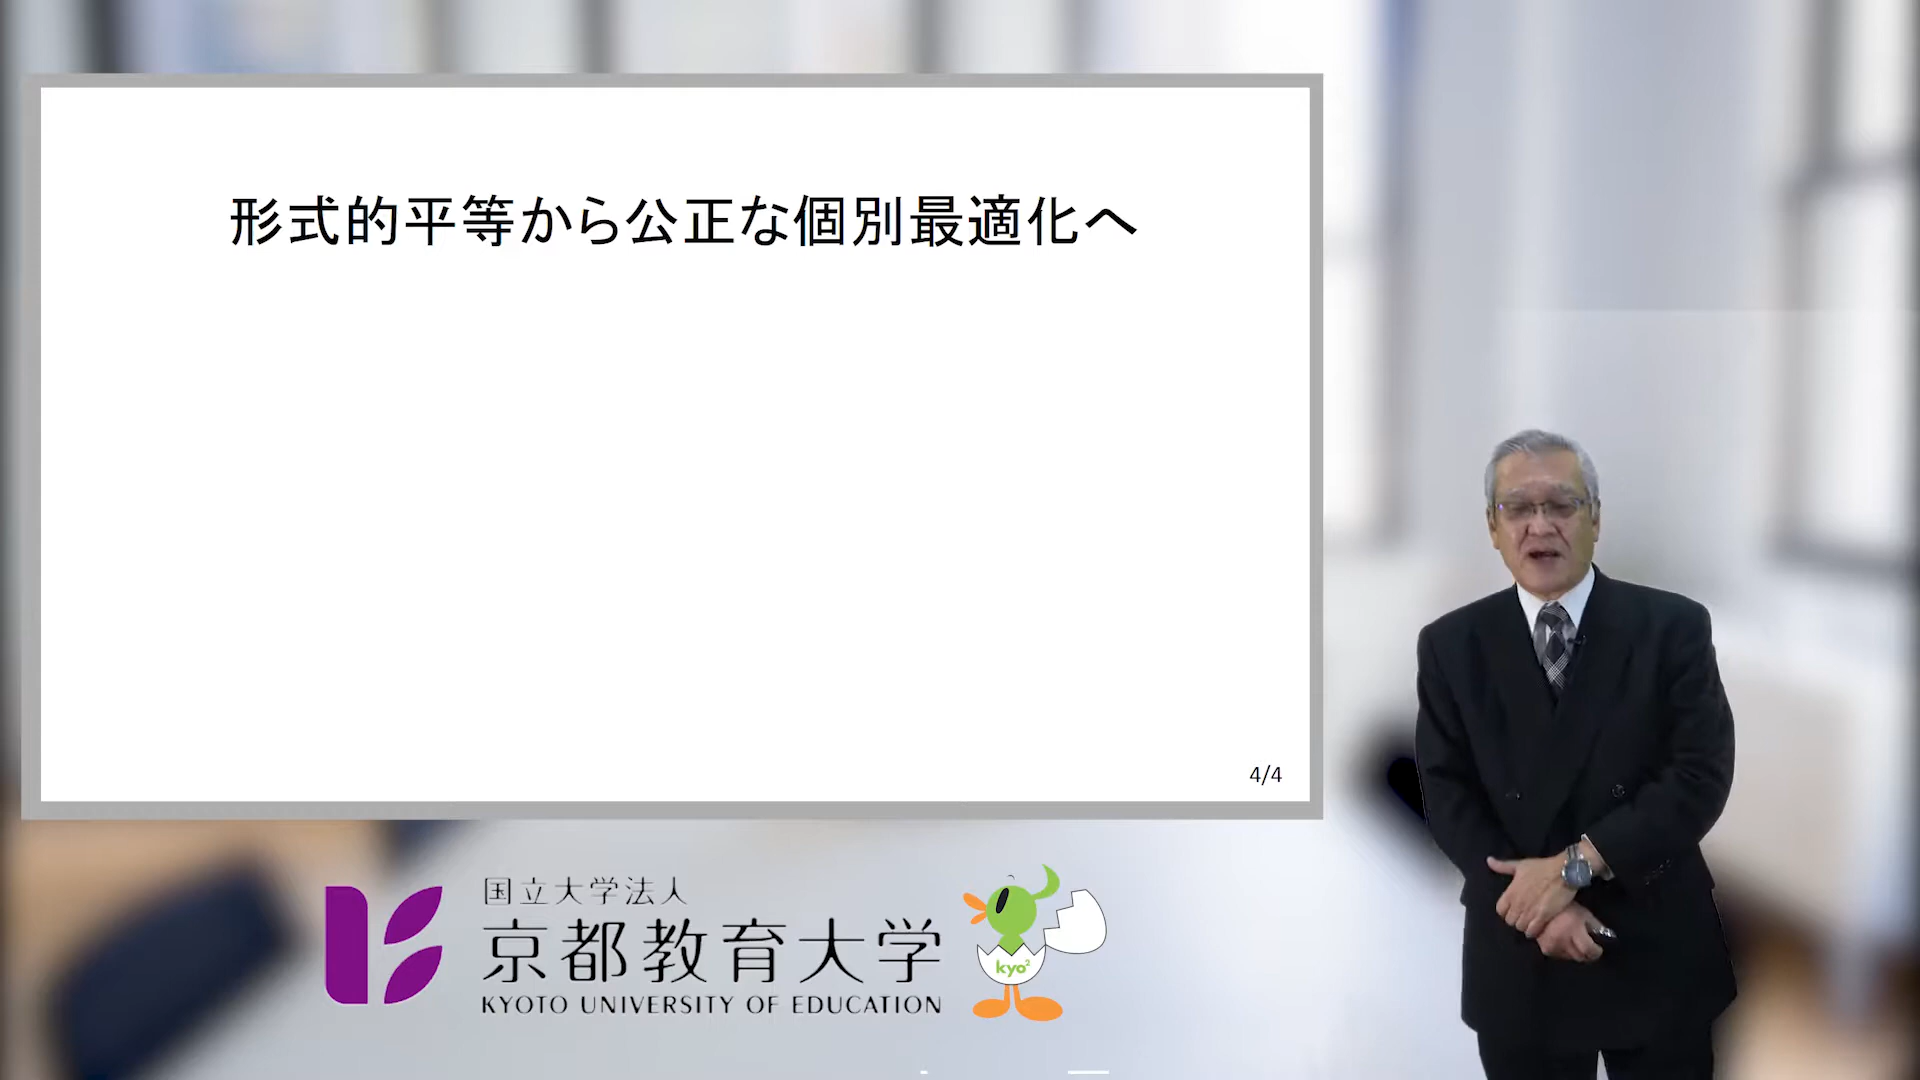 形式的平等から公正な個別最適化へ
4/4
国立大学法人
京都教育大学
KYOTO UNIVERSITY OF EDUCATION
kyo²